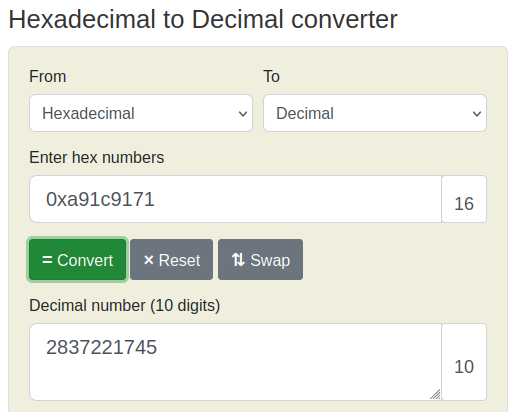 Hexadecimal to Decimal converter
From To
Hexadecimal Decimal
Enter hex numbers
0xa91c9171 16
= Convert × Reset ⇅ Swap
Decimal number (10 digits)
2837221745 10